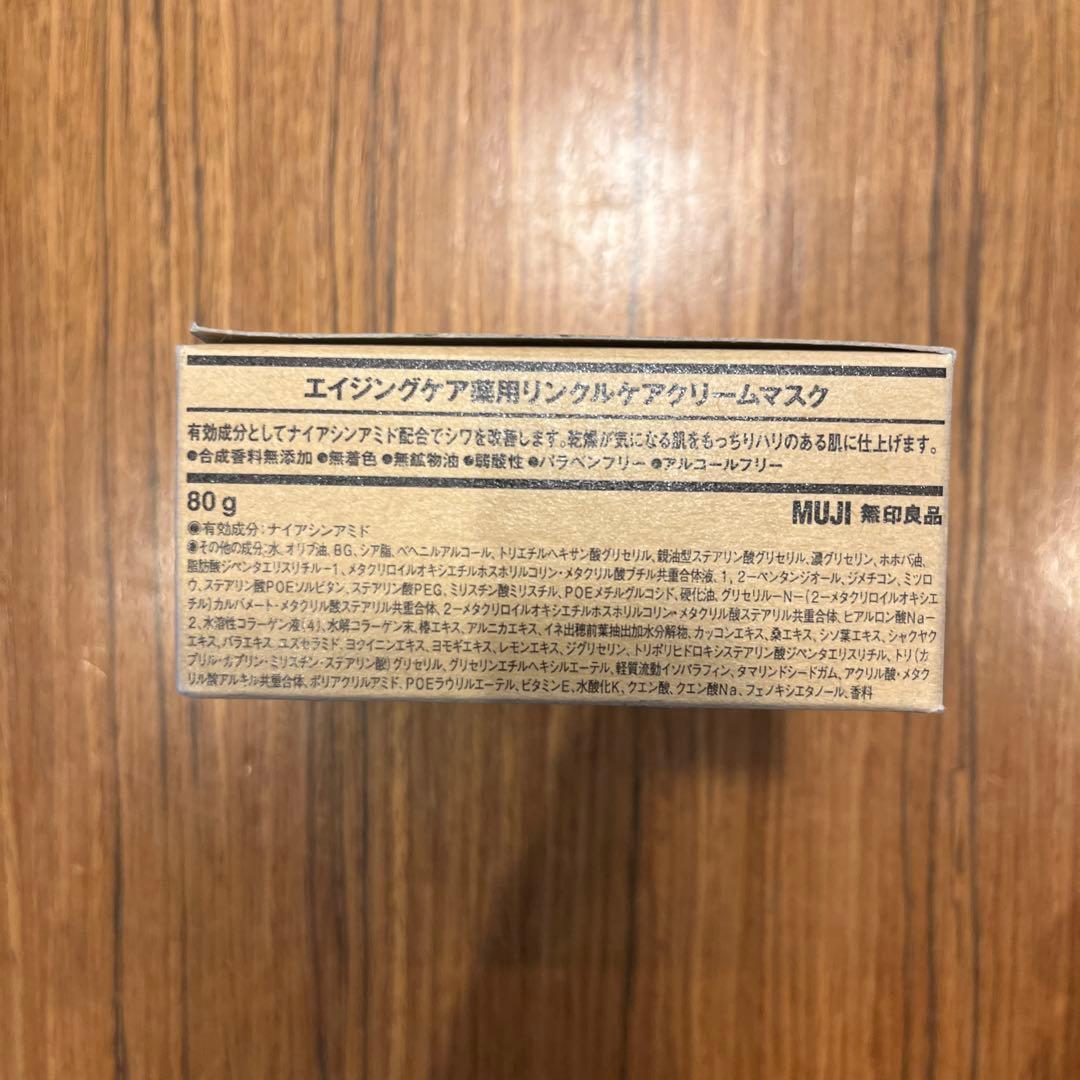 エイジングケア薬用リンクルケアクリームマスク
有効成分としてナイアシンアミド配合でシワを改善します。乾燥が気になる肌をもっちりハリのある肌に仕上げます。
●合成香料無添加 ●無着色 ●無鉱物油 ●弱酸性 ●パラベンフリー ●アルコールフリー
80g
MUJI 無印良品
●有効成分:ナイアシンアミド
●その他の成分:水、オリブ油、BG、シア脂、ベヘニルアルコール、トリエチルヘキサン酸グリセリル、親油型ステアリン酸グリセリル、濃グリセリン、ホホバ油、
脂肪酸ジペンタエリスリチル-1、メタクリロイルオキシエチルホスホリルコリン・メタクリル酸ブチル共重合体液、1,2-ペンタンジオール、ジメチコン、ミツロ
ウ、ステアリン酸POEソルビタン、ステアリン酸PEG、ミリスチン酸ミリスチル、POEメチルグルコシド、硬化油、グリセリル-N-(2-メタクリロイルオキシエ
チル)カルバメート・メタクリル酸ステアリル共重合体、2-メタクリロイルオキシエチルホスホリルコリン・メタクリル酸ステアリル共重合体、ヒアルロン酸Na-
2、水溶性コラーゲン液(4)、水解コラーゲン末、椿エキス、アルニカエキス、イネ出穂前葉抽出加水分解物、カッコンエキス、桑エキス、シソ葉エキス、シャクヤク
エキス、バラエキス、ユズセラミド、ヨクイニンエキス、ヨモギエキス、レモンエキス、ジグリセリン、トリポリヒドロキシステアリン酸ジペンタエリスリチル、トリ(カ
プリル・カプリン・ミリスチン・ステアリン酸)グリセリル、グリセリンエチルヘキシルエーテル、軽質流動イソパラフィン、タマリンドシードガム、アクリル酸・メタク
リル酸アルキル共重合体、ポリアクリルアミド、POEラウリルエーテル、ビタミンE、水酸化K、クエン酸、クエン酸Na、フェノキシエタノール、香料